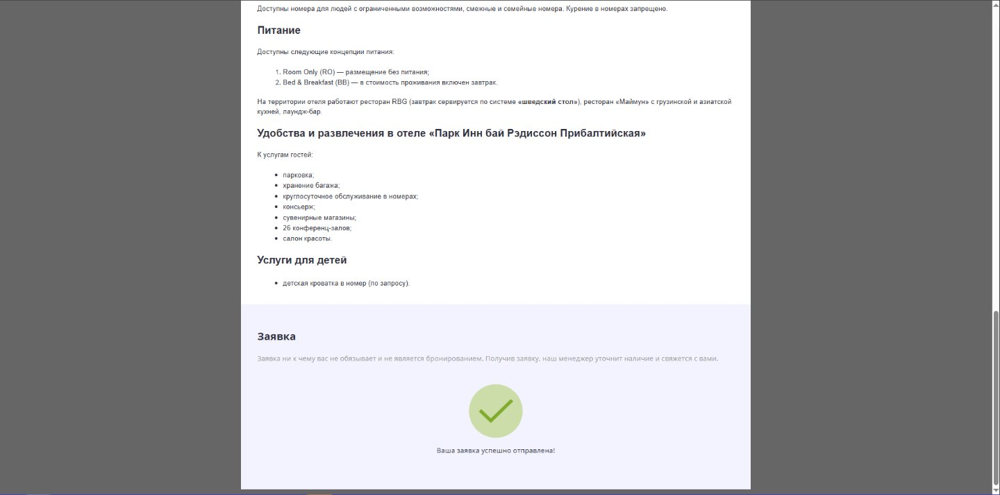 Доступны номера для людей с ограниченными возможностями, смежные и семейные номера. Курение в номерах запрещено.
Питание
Доступны следующие концепции питания:
1. Room Only (RO) — размещение без питания;
2. Bed & Breakfast (BB) — в стоимость проживания включен завтрак.
На территории отеля работают ресторан RBG (завтрак сервируется по системе «шведский стол»), ресторан «Маймун» с грузинской и азиатской
кухней, лаундж-бар.
Удобства и развлечения в отеле «Парк Инн бай Рэдиссон Прибалтийская»
К услугам гостей:
• парковка;
• хранение багажа;
• круглосуточное обслуживание в номерах;
• консьерж;
• сувенирные магазины;
• 26 конференц-залов;
• салон красоты.
Услуги для детей
• детская кроватка в номер (по запросу).
Заявка
Заявка ни к чему вас не обязывает и не является бронированием. Получив заявку, наш менеджер уточнит наличие и свяжется с вами.
Ваша заявка успешно отправлена!